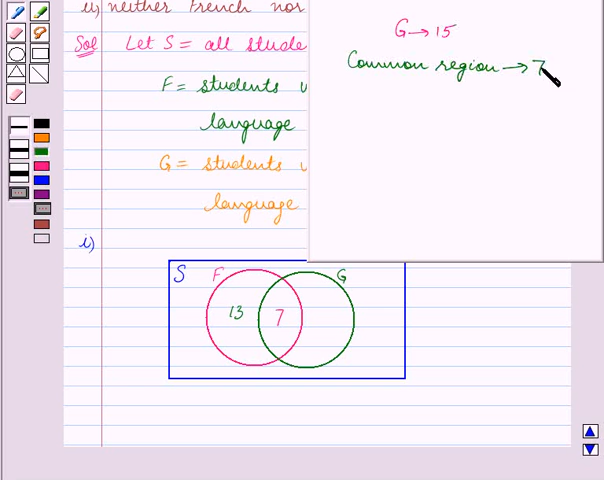 ii) neither French nor
Sol Let S = all stude
F = students
language
G = students
language
i)
S F G
13 7
G → 15
Common region → 7